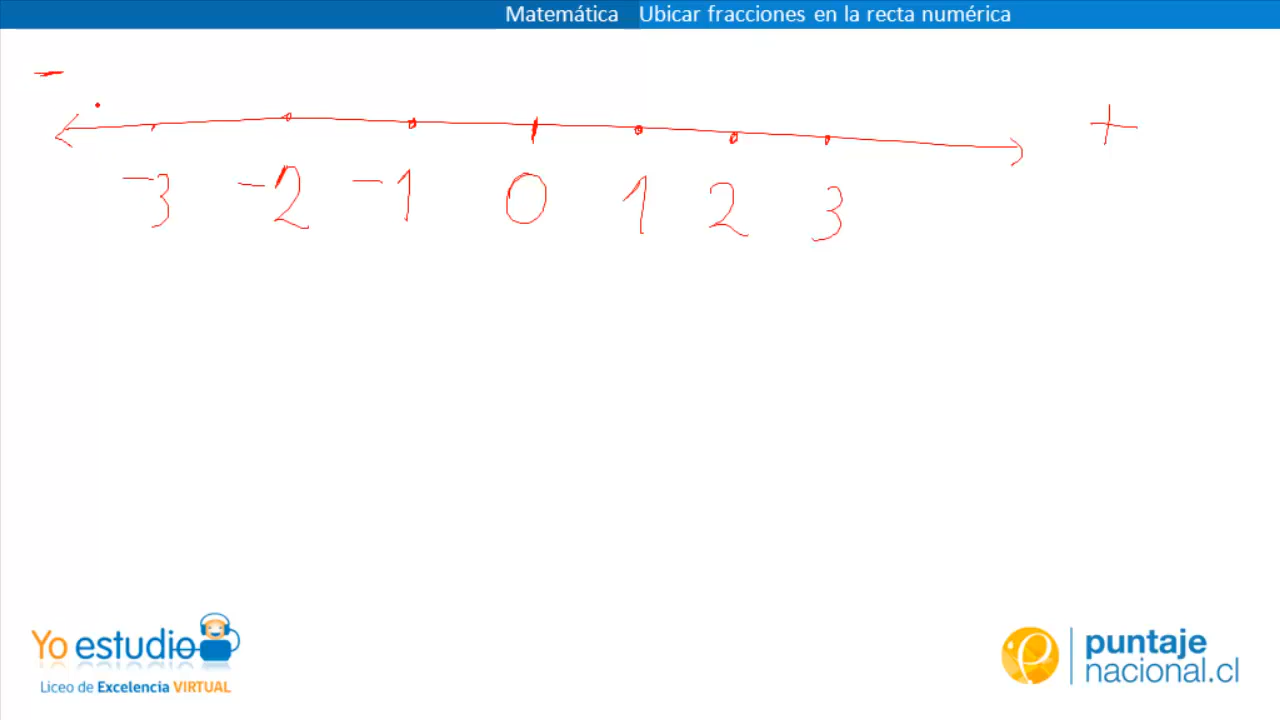 Matemática Ubicar fracciones en la recta numérica
-
+
-3 -2 -1 0 1 2 3
Yo estudio
Liceo de Excelencia VIRTUAL
puntaje
nacional.cl